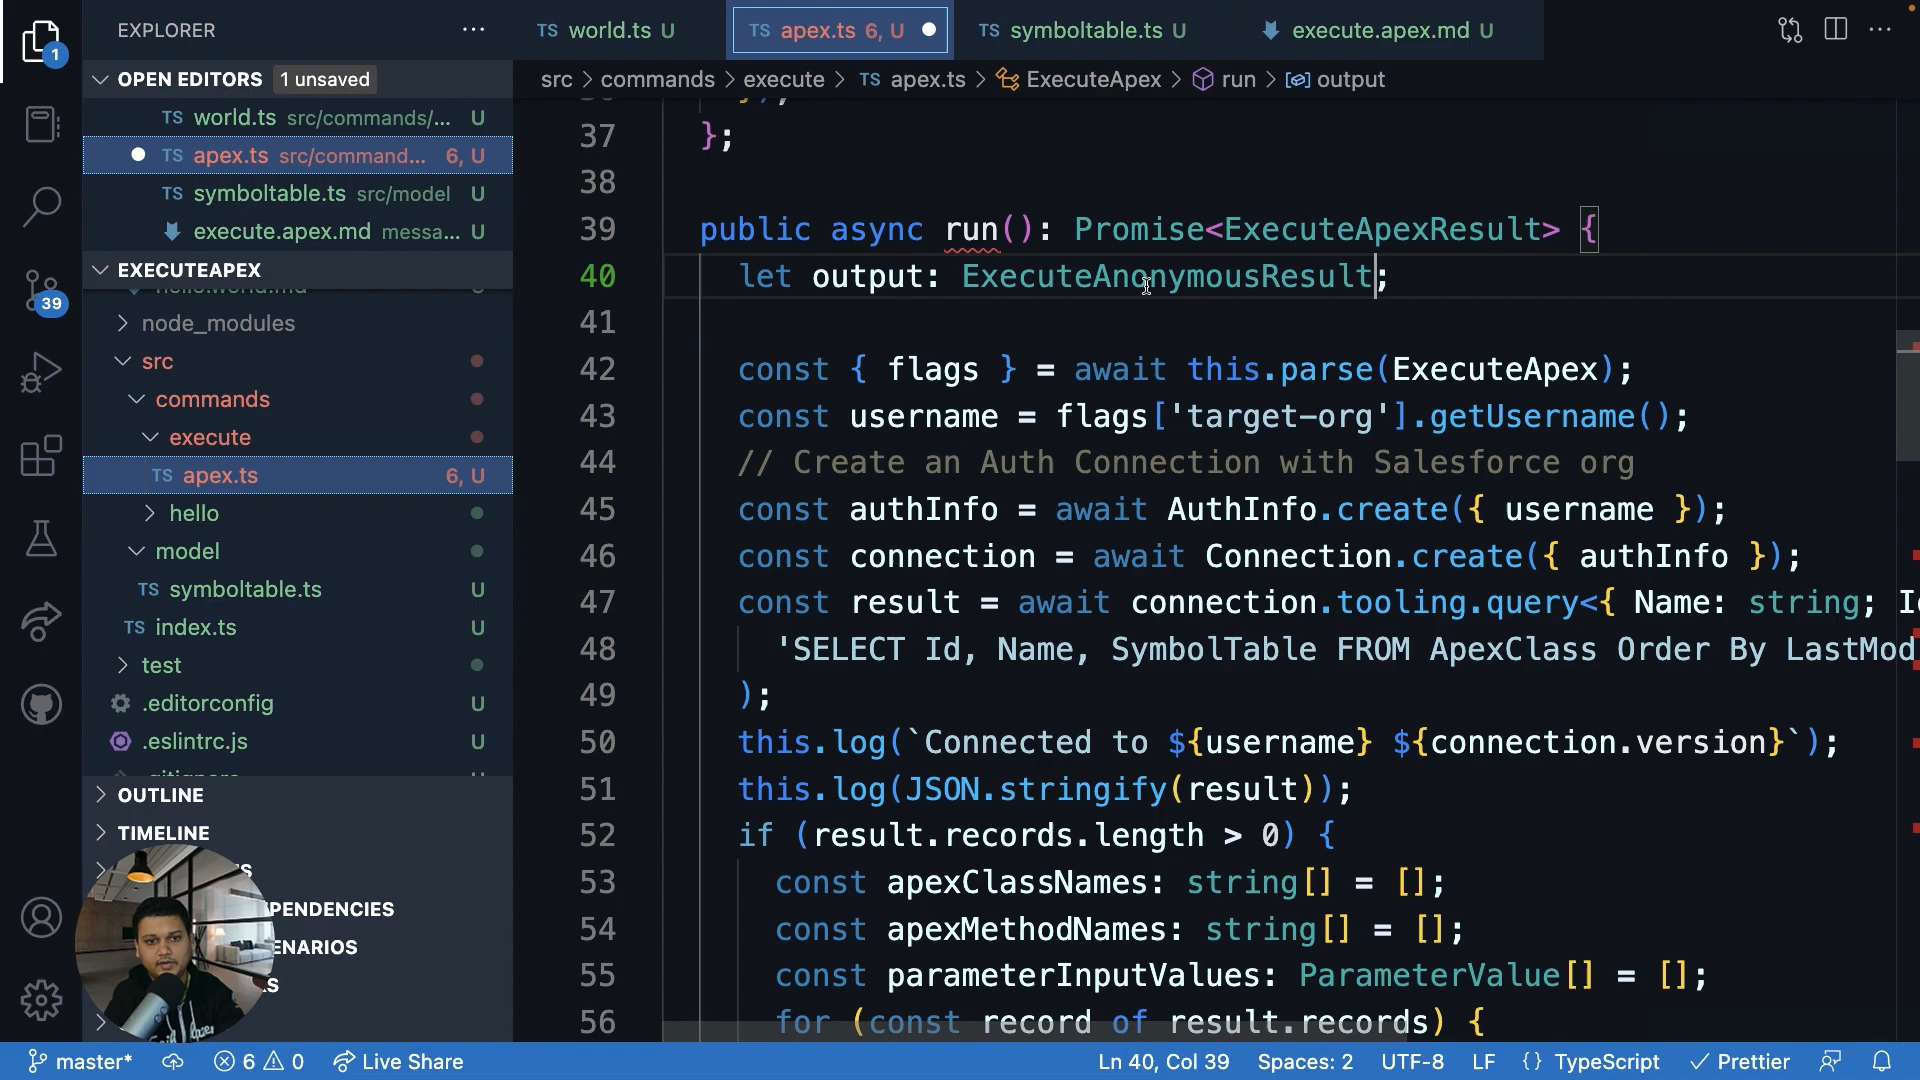 EXPLORER
OPEN EDITORS 1 unsaved
TS world.ts src/commands/... U
TS apex.ts src/command... 6, U
TS symboltable.ts src/model U
execute.apex.md messa... U
EXECUTEAPEX
hello.world.md
node_modules
src
commands
execute
TS apex.ts 6, U
hello
model
TS symboltable.ts U
TS index.ts U
test
.editorconfig U
.eslintrc.js U
.gitignore
OUTLINE
TIMELINE
1
39
TS world.ts U
TS apex.ts 6, U
TS symboltable.ts U
execute.apex.md U
src > commands > execute > TS apex.ts > ExecuteApex > run > output
37 };
38
39 public async run(): Promise<ExecuteApexResult> {
40 let output: ExecuteAnonymousResult;
41
42 const { flags } = await this.parse(ExecuteApex);
43 const username = flags['target-org'].getUsername();
44 // Create an Auth Connection with Salesforce org
45 const authInfo = await AuthInfo.create({ username });
46 const connection = await Connection.create({ authInfo });
47 const result = await connection.tooling.query<{ Name: string;
48 'SELECT Id, Name, SymbolTable FROM ApexClass Order By LastMod
49 );
50 this.log(`Connected to ${username} ${connection.version}`);
51 this.log(JSON.stringify(result));
52 if (result.records.length > 0) {
53 const apexClassNames: string[] = [];
54 const apexMethodNames: string[] = [];
55 const parameterInputValues: ParameterValue[] = [];
56 for (const record of result.records) {
master* 6 0 Live Share Ln 40, Col 39 Spaces: 2 UTF-8 LF {} TypeScript Prettier